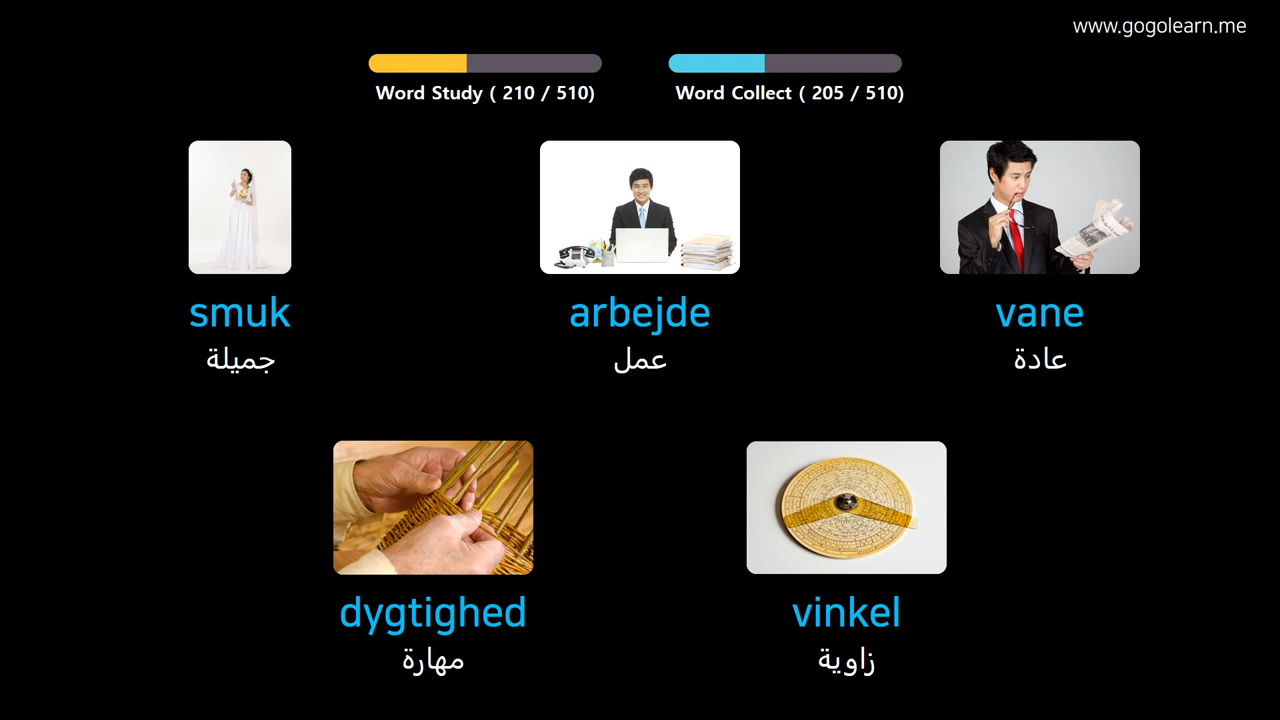 www.gogolearn.me
Word Study ( 210 / 510)
Word Collect ( 205 / 510)
smuk
جميلة
arbejde
عمل
vane
عادة
dygtighed
مهارة
vinkel
زاوية